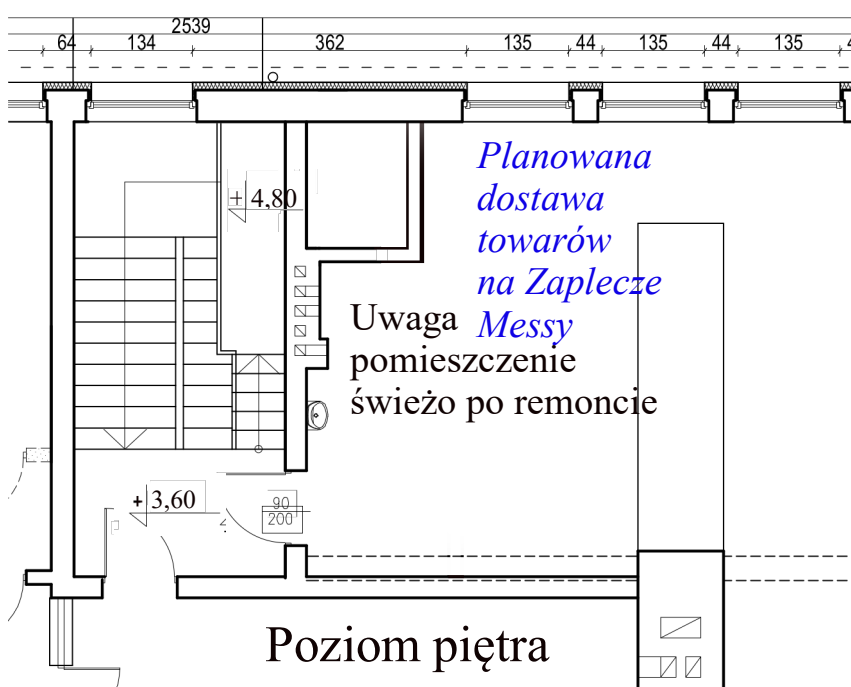 2539
64 134 362 135 44 135 44 135 4
Planowana
dostawa
towarów
na Zaplecze
Messy
+ 4,80
Uwaga
pomieszczenie
świeżo po remoncie
+ 3,60
90
200
Poziom piętra